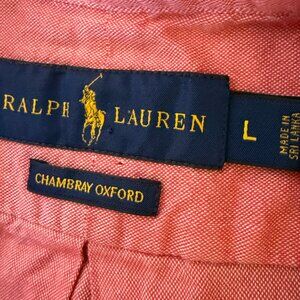 RALPH LAUREN
L
MADE IN
SRI LANKA
CHAMBRAY OXFORD